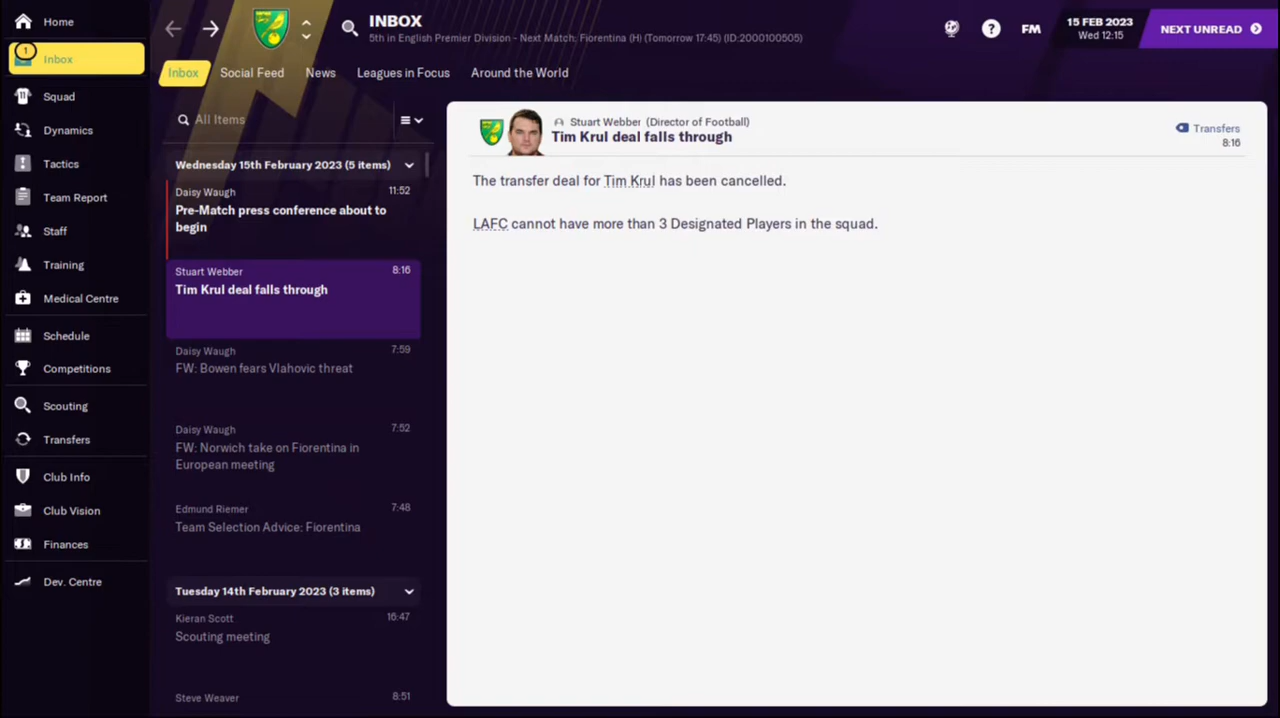 Home
1
Inbox
Squad
Dynamics
Tactics
Team Report
Staff
Training
Medical Centre
Schedule
Competitions
Scouting
Transfers
Club Info
Club Vision
Finances
Dev. Centre
INBOX
5th in English Premier Division - Next Match: Fiorentina (H) (Tomorrow 17:45) (ID:2000100505)
?
FM
15 FEB 2023
Wed 12:15
NEXT UNREAD
Inbox
Social Feed
News
Leagues in Focus
Around the World
All Items
Wednesday 15th February 2023 (5 items)
Daisy Waugh 11:52
Pre-Match press conference about to
begin
Stuart Webber 8:16
Tim Krul deal falls through
Daisy Waugh 7:59
FW: Bowen fears Vlahovic threat
Daisy Waugh 7:52
FW: Norwich take on Fiorentina in
European meeting
Edmund Riemer 7:48
Team Selection Advice: Fiorentina
Tuesday 14th February 2023 (3 items)
Kieran Scott 16:47
Scouting meeting
Steve Weaver 8:51
Stuart Webber (Director of Football)
Tim Krul deal falls through
Transfers
8:16
The transfer deal for Tim Krul has been cancelled.
LAFC cannot have more than 3 Designated Players in the squad.